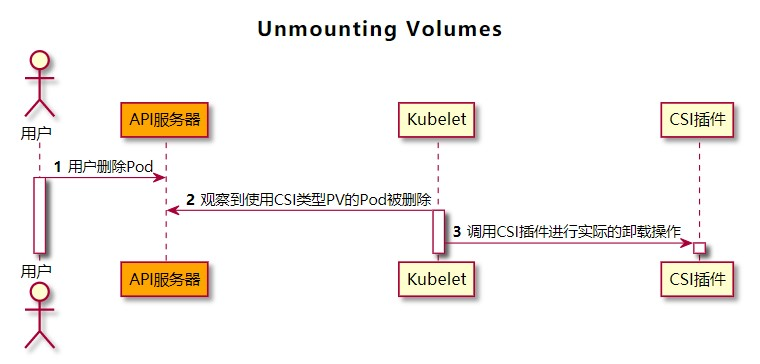 Unmounting Volumes
用户
API服务器
Kubelet
CSI插件
1 用户删除Pod
2 观察到使用CSI类型PV的Pod被删除
3 调用CSI插件进行实际的卸载操作
用户
API服务器
Kubelet
CSI插件